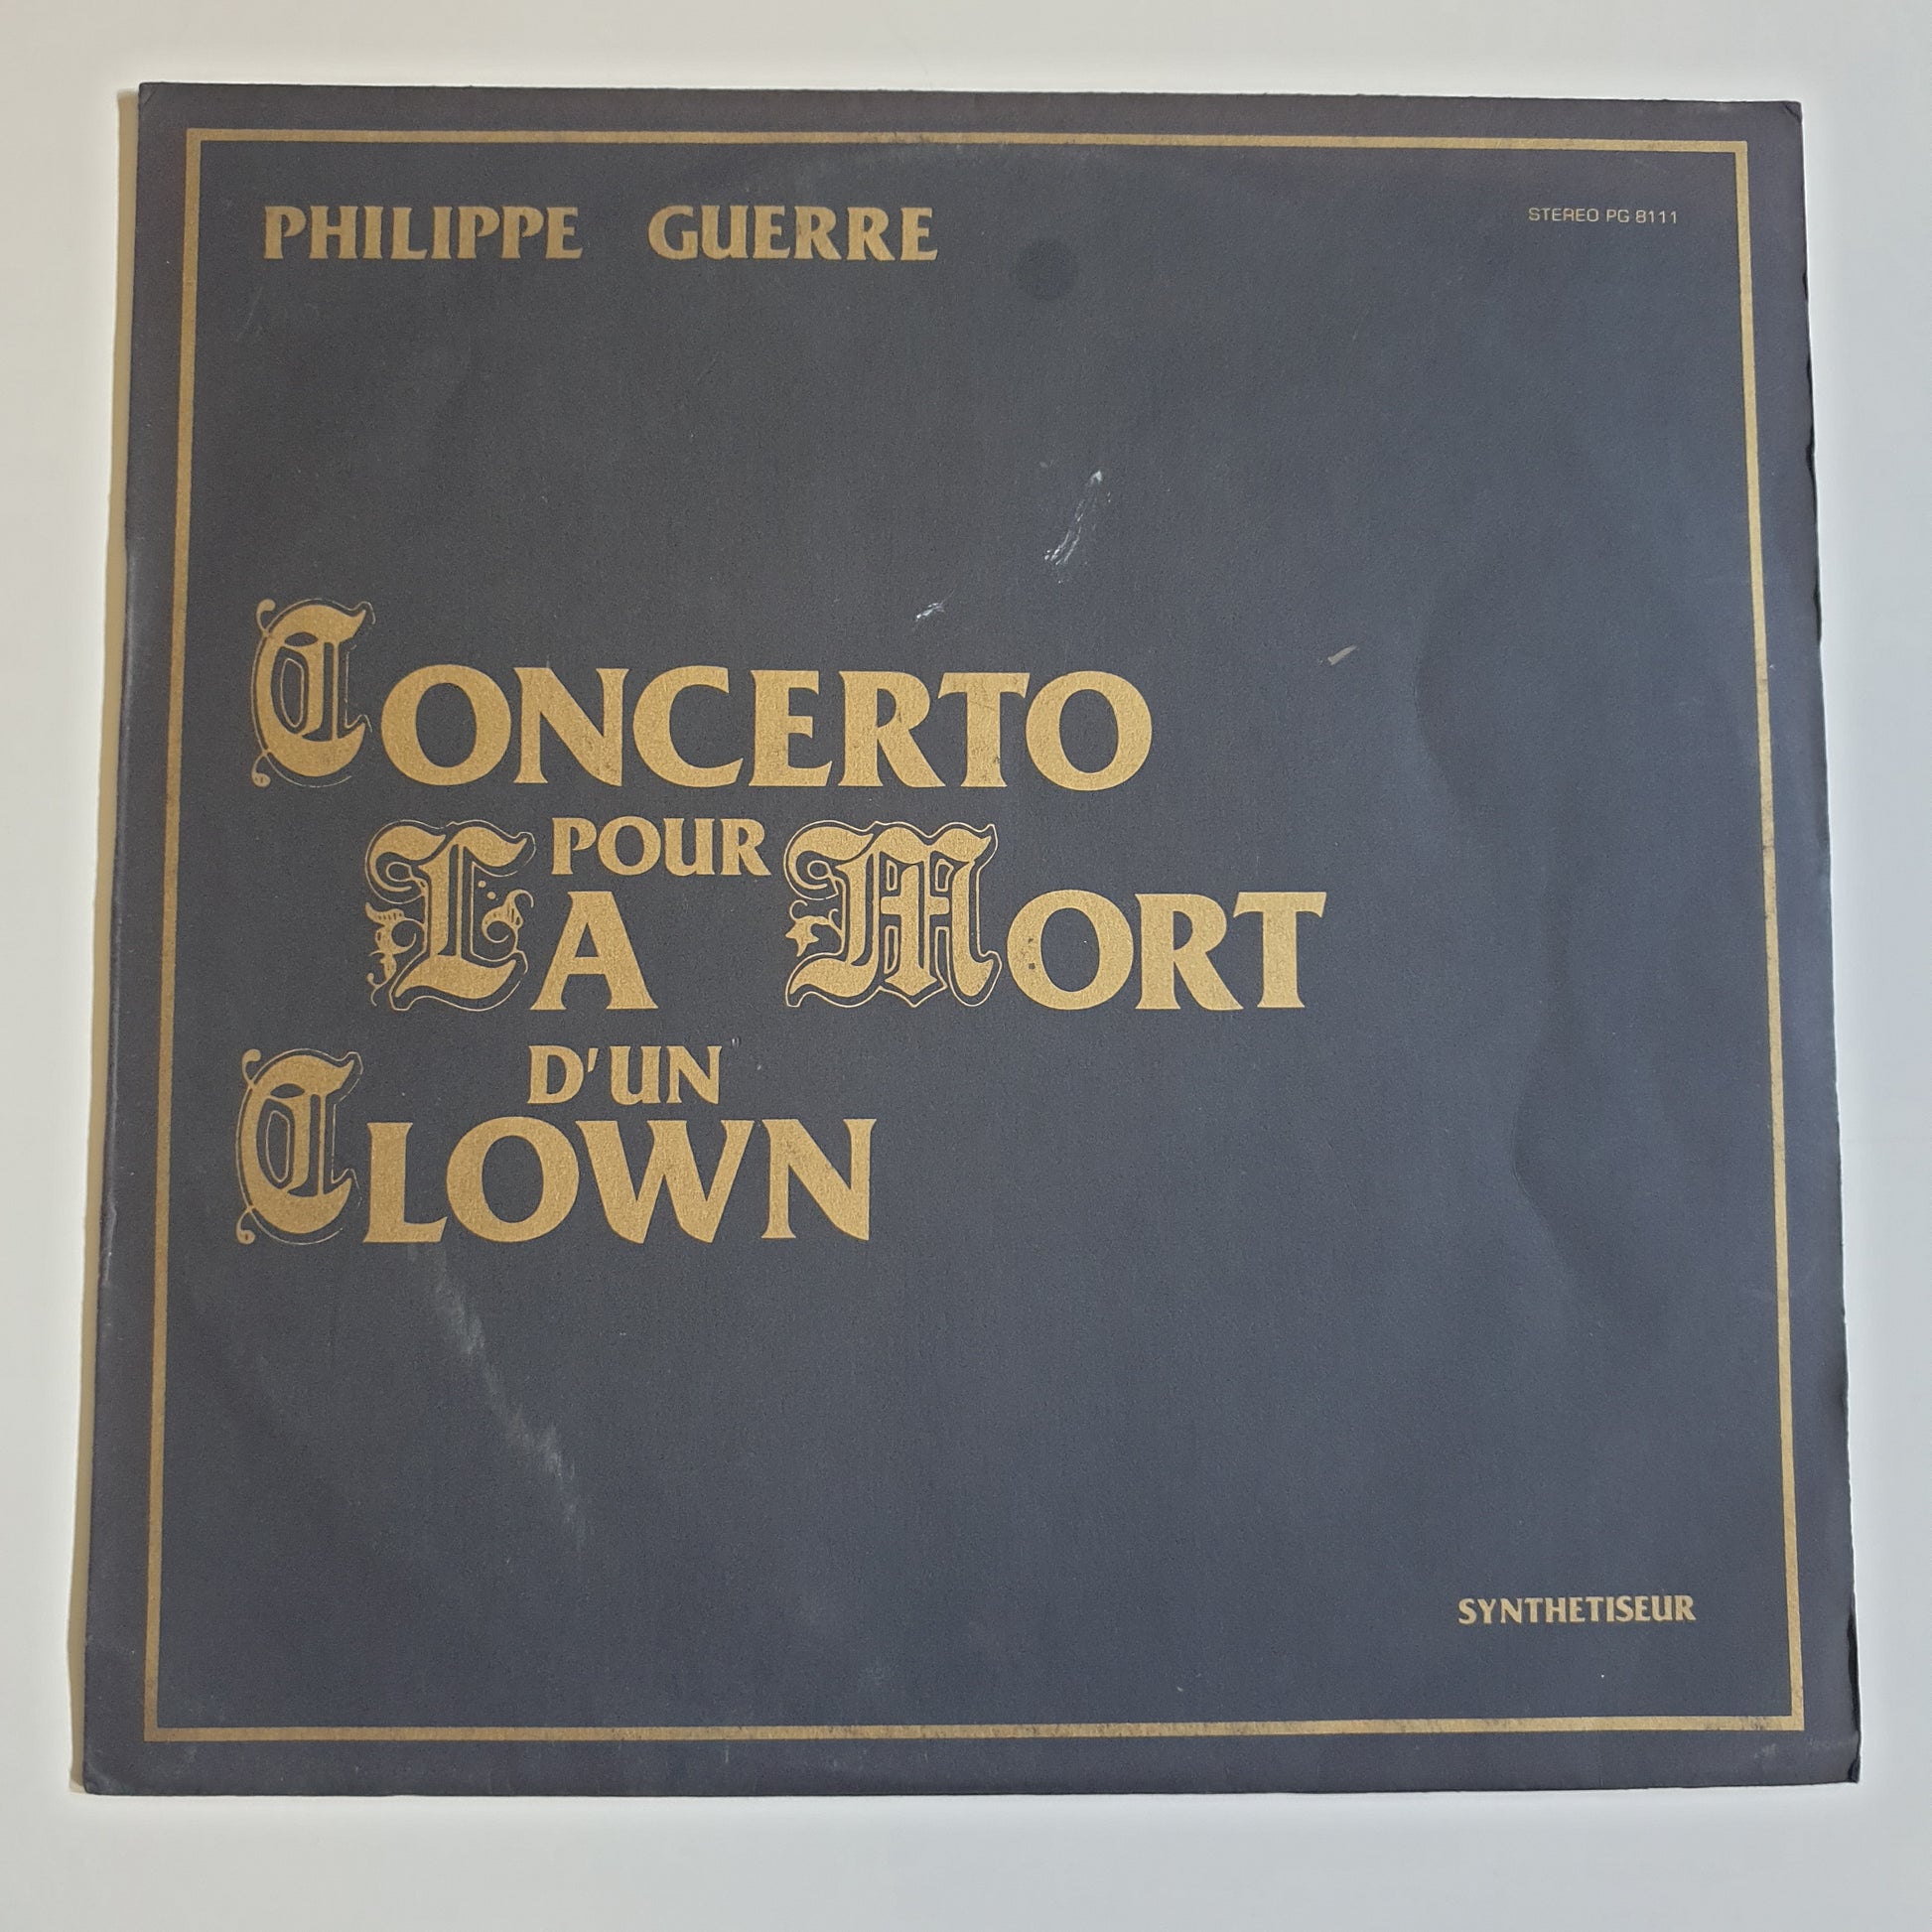 PHILIPPE GUERRE
STEREO PG 8111
CONCERTO
POUR
LA MORT
D'UN
CLOWN
SYNTHETISEUR